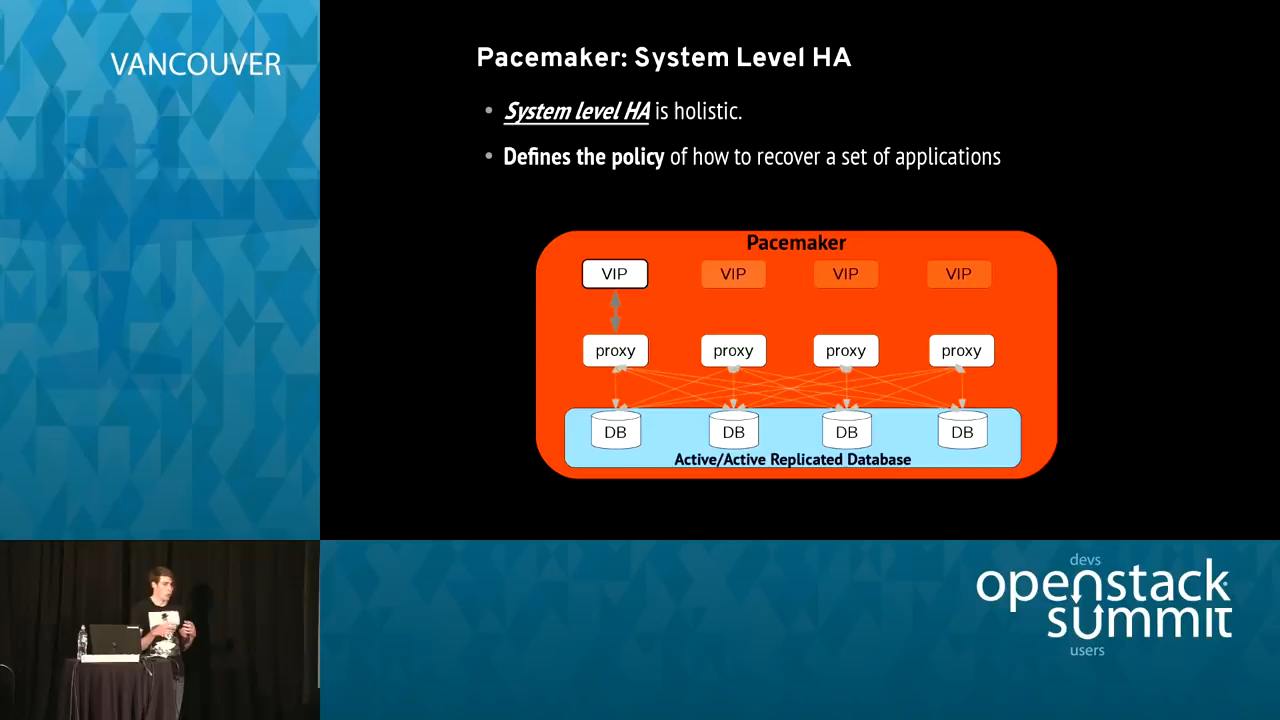 VANCOUVER
Pacemaker: System Level HA
• System level HA is holistic.
• Defines the policy of how to recover a set of applications
Pacemaker
VIP VIP VIP VIP
proxy proxy proxy proxy
DB DB DB DB
Active/Active Replicated Database
devs
openstack
summit
users